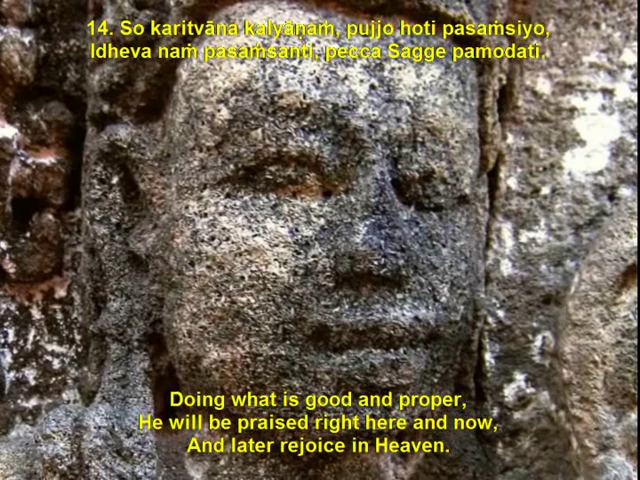 14. So karitvāna kalyāṇaṁ, pujjo hoti pasaṁsiyo,
Idheva naṁ pasaṁsanti, pecca Sagge pamodati.
Doing what is good and proper,
He will be praised right here and now,
And later rejoice in Heaven.